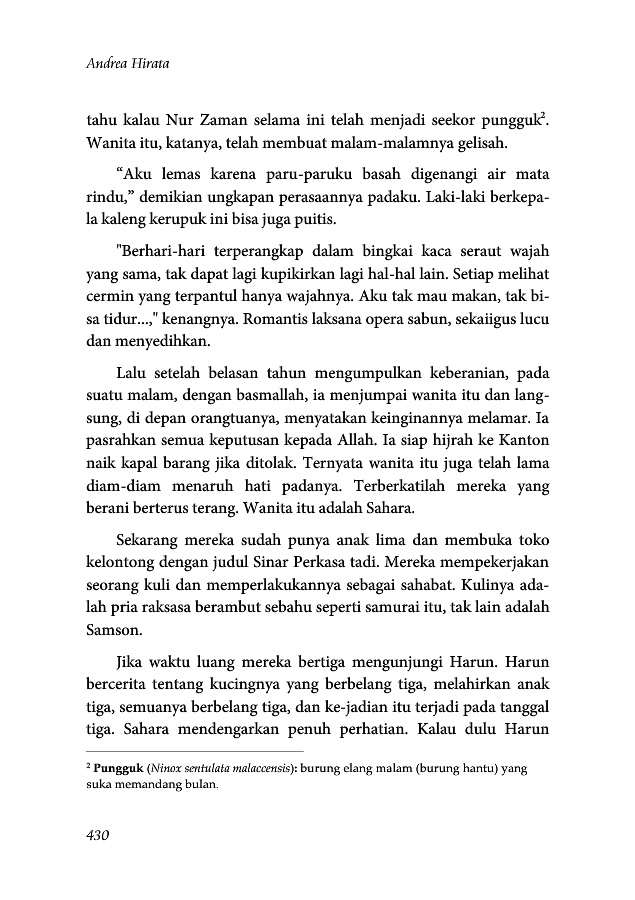 Andrea Hirata
tahu kalau Nur Zaman selama ini telah menjadi seekor pungguk².
Wanita itu, katanya, telah membuat malam-malamnya gelisah.
“Aku lemas karena paru-paruku basah digenangi air mata
rindu,” demikian ungkapan perasaannya padaku. Laki-laki berkepa-
la kaleng kerupuk ini bisa juga puitis.
"Berhari-hari terperangkap dalam bingkai kaca seraut wajah
yang sama, tak dapat lagi kupikirkan lagi hal-hal lain. Setiap melihat
cermin yang terpantul hanya wajahnya. Aku tak mau makan, tak bi-
sa tidur...," kenangnya. Romantis laksana opera sabun, sekaiigus lucu
dan menyedihkan.
Lalu setelah belasan tahun mengumpulkan keberanian, pada
suatu malam, dengan basmallah, ia menjumpai wanita itu dan lang-
sung, di depan orangtuanya, menyatakan keinginannya melamar. Ia
pasrahkan semua keputusan kepada Allah. Ia siap hijrah ke Kanton
naik kapal barang jika ditolak. Ternyata wanita itu juga telah lama
diam-diam menaruh hati padanya. Terberkatilah mereka yang
berani berterus terang. Wanita itu adalah Sahara.
Sekarang mereka sudah punya anak lima dan membuka toko
kelontong dengan judul Sinar Perkasa tadi. Mereka mempekerjakan
seorang kuli dan memperlakukannya sebagai sahabat. Kulinya ada-
lah pria raksasa berambut sebahu seperti samurai itu, tak lain adalah
Samson.
Jika waktu luang mereka bertiga mengunjungi Harun. Harun
bercerita tentang kucingnya yang berbelang tiga, melahirkan anak
tiga, semuanya berbelang tiga, dan ke-jadian itu terjadi pada tanggal
tiga. Sahara mendengarkan penuh perhatian. Kalau dulu Harun
² Pungguk (Ninox sentulata malaccensis): burung elang malam (burung hantu) yang
suka memandang bulan.
430